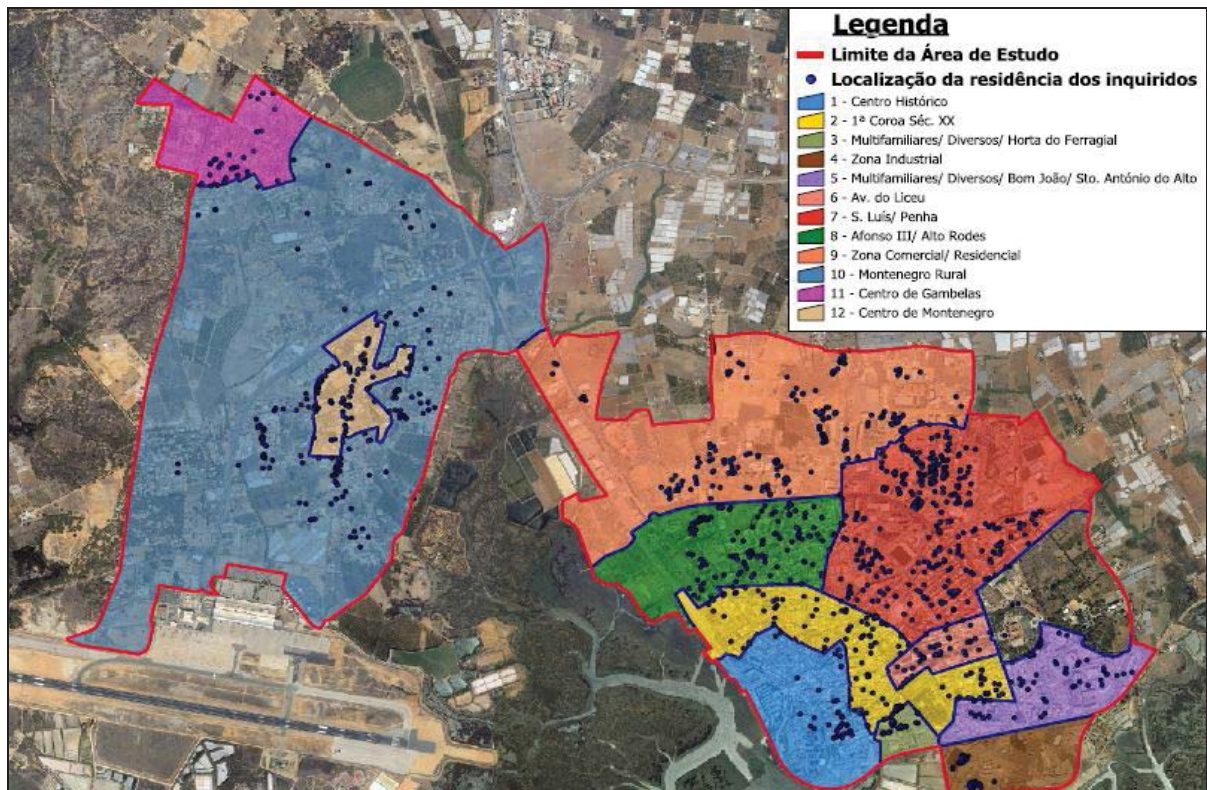 Legenda
Limite da Área de Estudo
Localização da residência dos inquiridos
1 - Centro Histórico
2 - 1ª Coroa Séc. XX
3 - Multifamiliares/ Diversos/ Horta do Ferragial
4 - Zona Industrial
5 - Multifamiliares/ Diversos/ Bom João/ Sto. António do Alto
6 - Av. do Liceu
7 - S. Luís/ Penha
8 - Afonso III/ Alto Rodes
9 - Zona Comercial/ Residencial
10 - Montenegro Rural
11 - Centro de Gambelas
12 - Centro de Montenegro